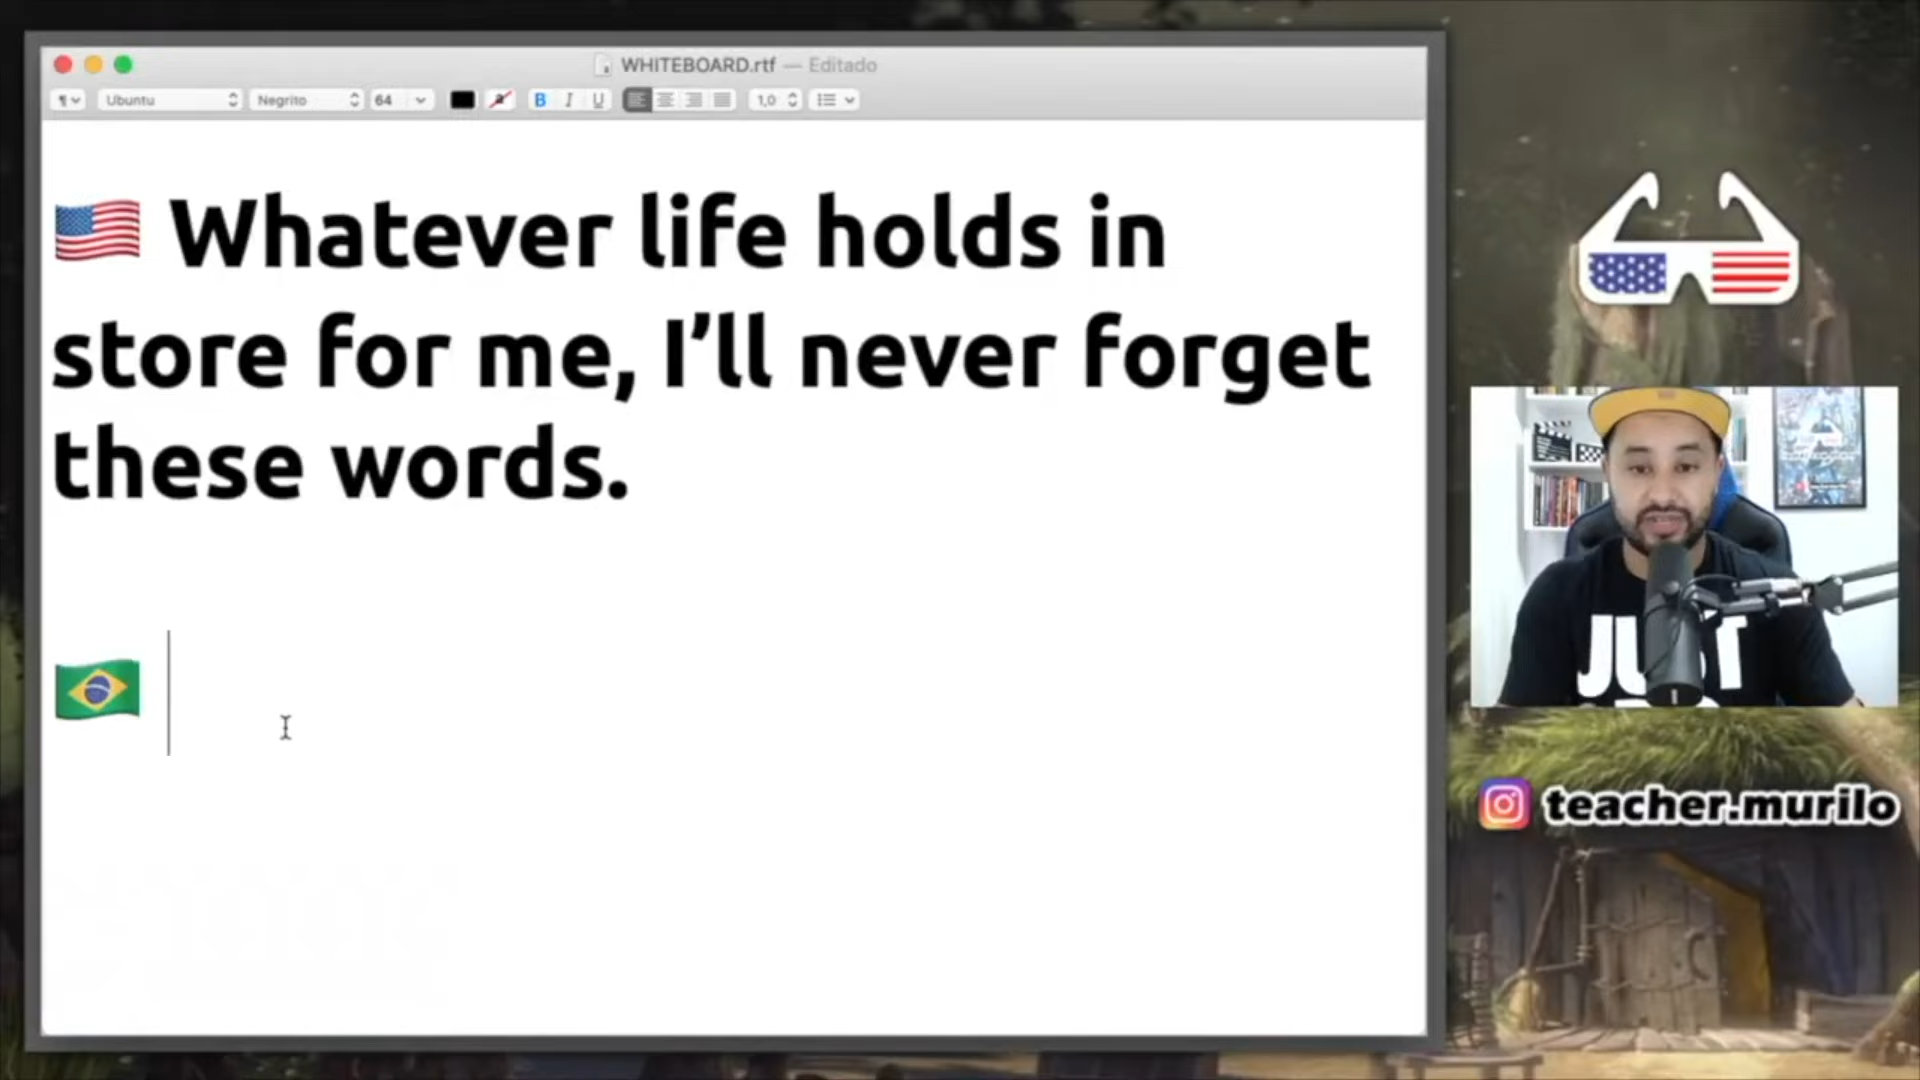 WHITEBOARD.rtf — Editado
Ubuntu Negrito 64 B I U 1,0
🇺🇸 Whatever life holds in
store for me, I’ll never forget
these words.
🇧🇷
JUST
teacher.murilo